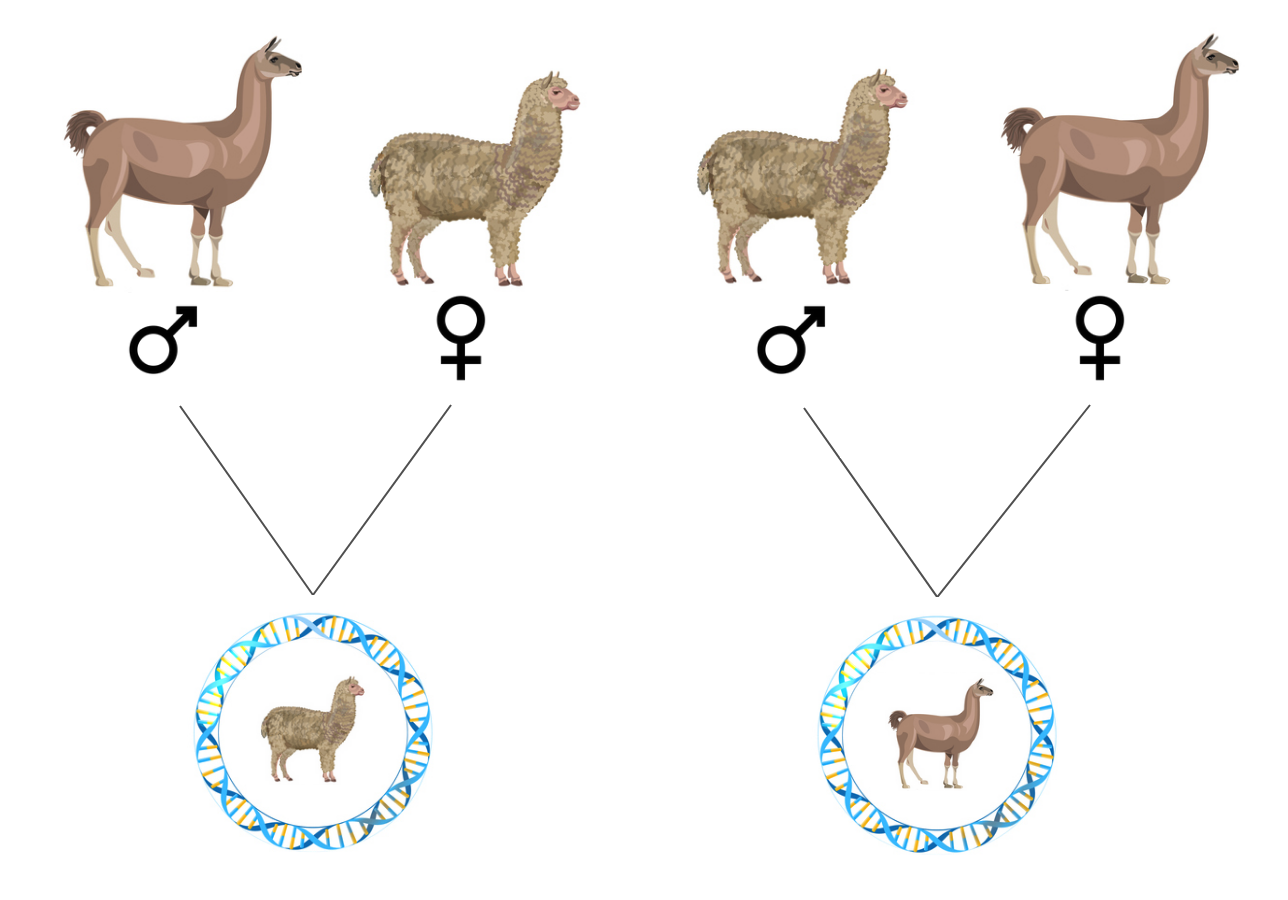 ♂ ♀ ♂ ♀